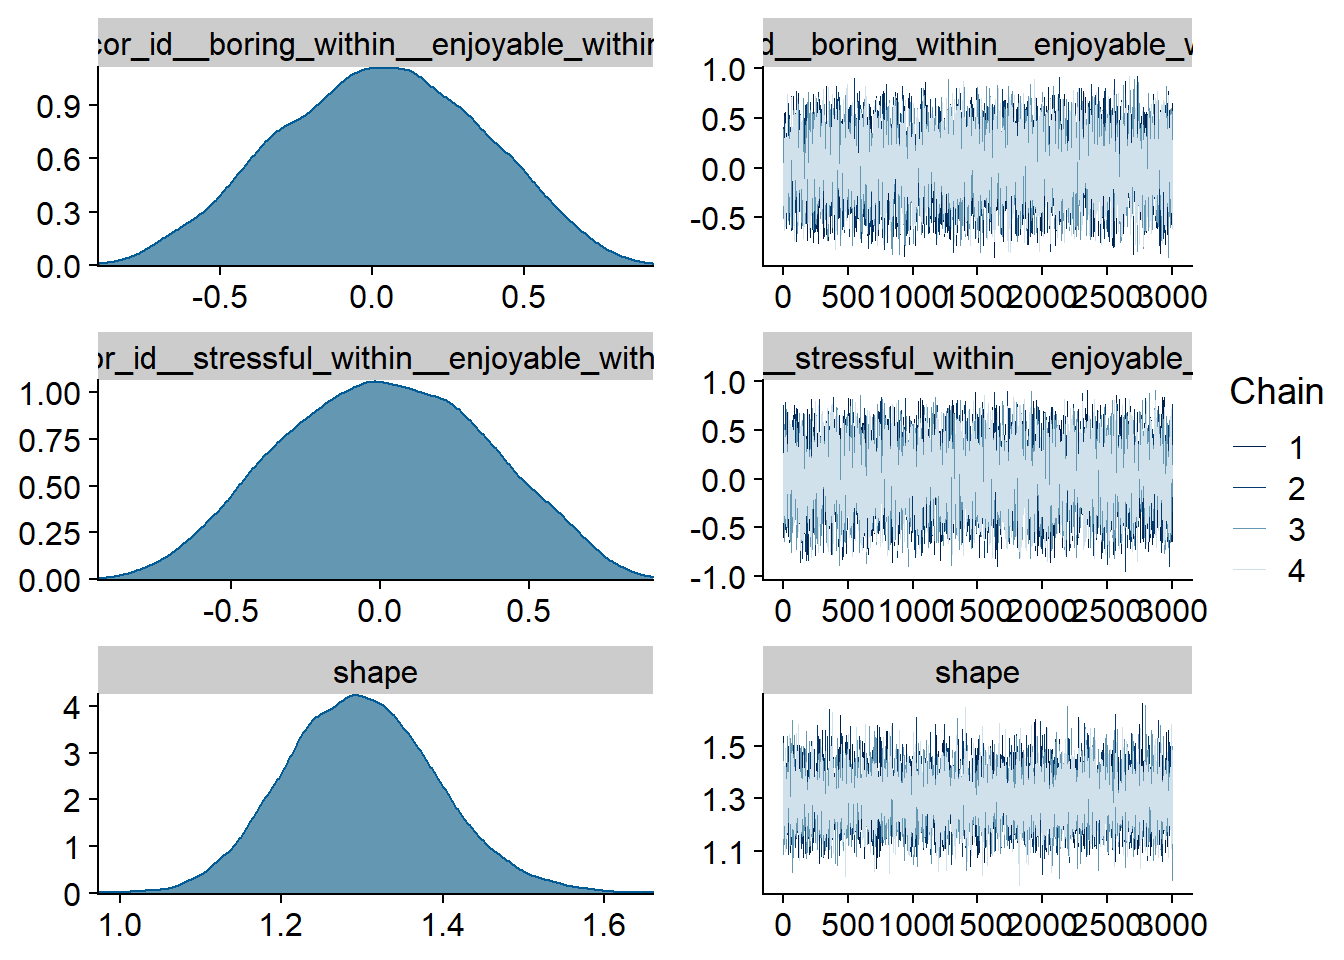 cor_id__boring_within__enjoyable_within
d__boring_within__enjoyable_w
0.9
0.6
0.3
0.0
-0.5 0.0 0.5
1.0
0.5
0.0
-0.5
0 500 1000 1500 2000 2500 3000
or_id__stressful_within__enjoyable_with
__stressful_within__enjoyable_
1.00
0.75
0.50
0.25
0.00
-0.5 0.0 0.5
1.0
0.5
0.0
-0.5
-1.0
0 500 1000 1500 2000 2500 3000
shape
shape
4
3
2
1
0
1.0 1.2 1.4 1.6
1.5
1.3
1.1
0 500 1000 1500 2000 2500 3000
Chain
1
2
3
4